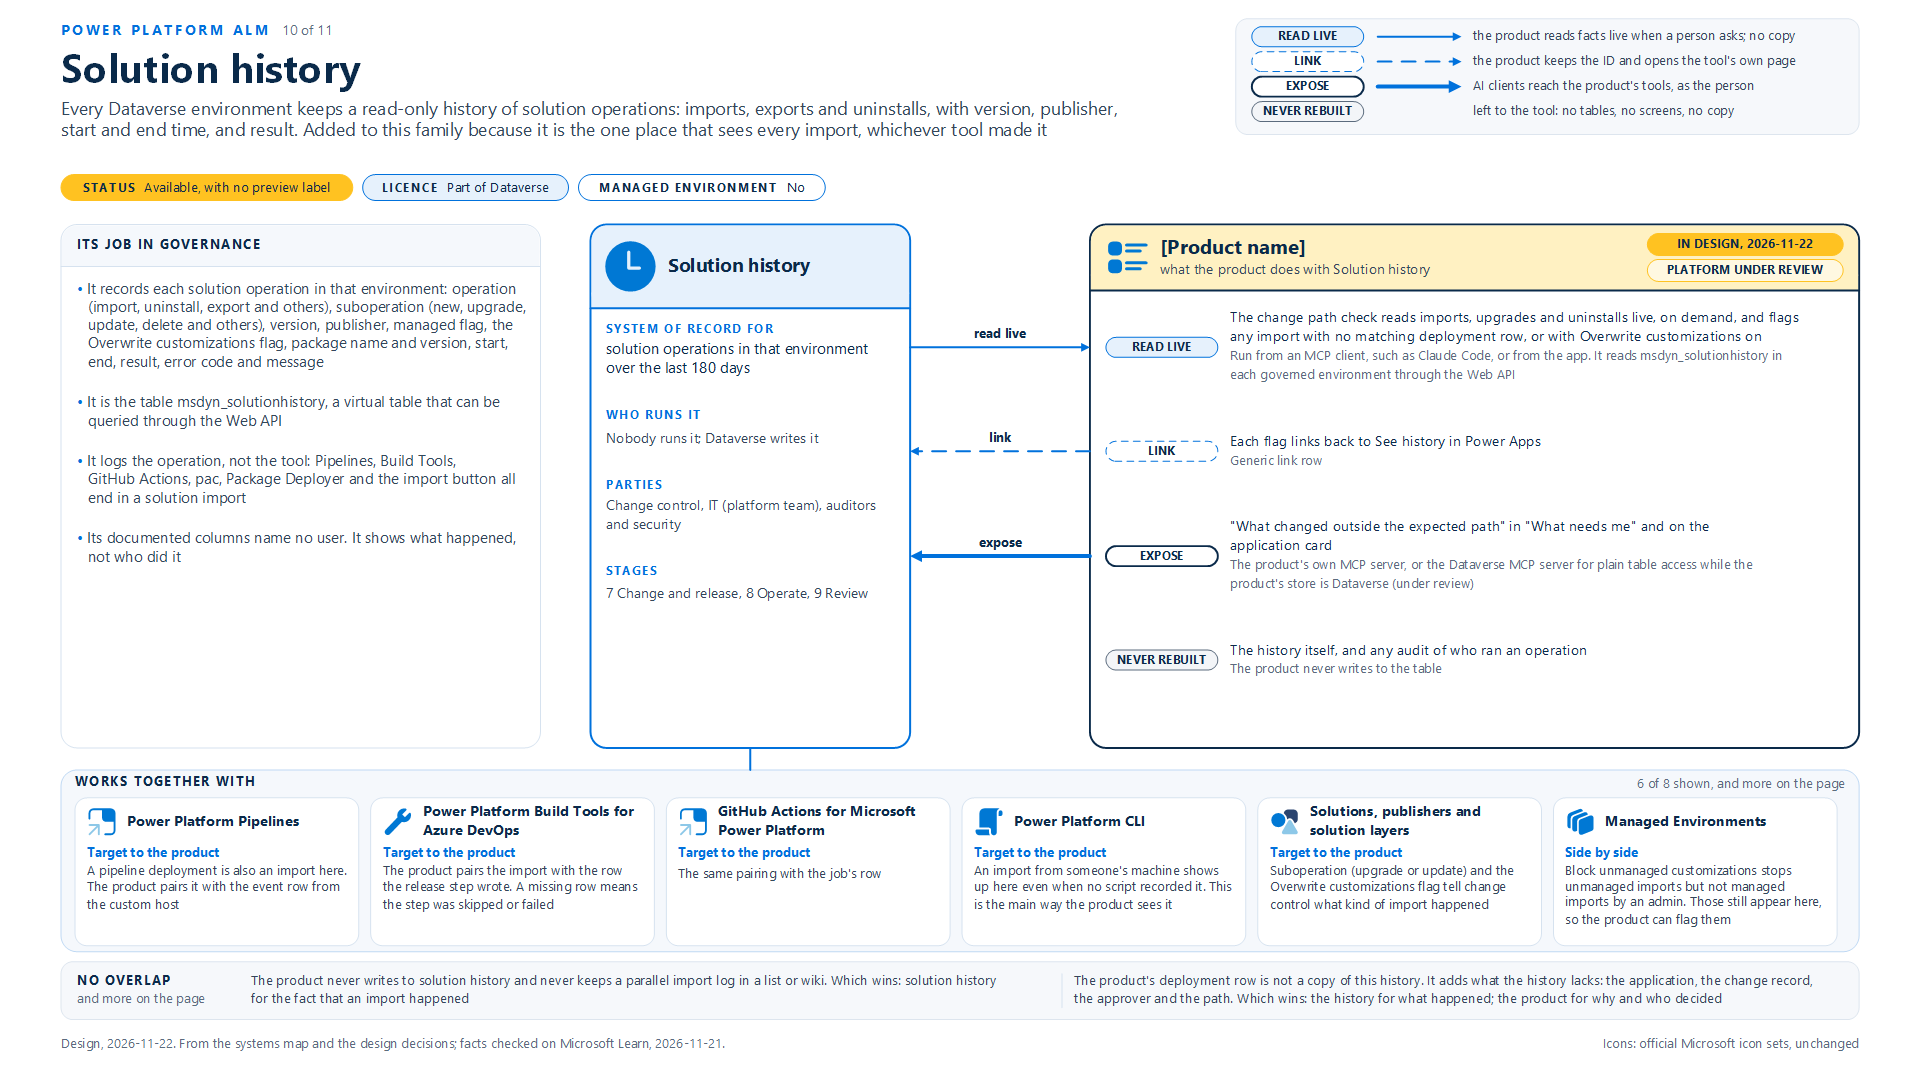 POWER PLATFORM ALM 10 of 11
Solution history
Every Dataverse environment keeps a read-only history of solution operations: imports, exports and uninstalls, with version, publisher,
start and end time, and result. Added to this family because it is the one place that sees every import, whichever tool made it
READ LIVE the product reads facts live when a person asks; no copy
LINK the product keeps the ID and opens the tool's own page
EXPOSE AI clients reach the product's tools, as the person
NEVER REBUILT left to the tool: no tables, no screens, no copy
STATUS Available, with no preview label
LICENCE Part of Dataverse
MANAGED ENVIRONMENT No
ITS JOB IN GOVERNANCE
• It records each solution operation in that environment: operation
(import, uninstall, export and others), suboperation (new, upgrade,
update, delete and others), version, publisher, managed flag, the
Overwrite customizations flag, package name and version, start,
end, result, error code and message
• It is the table msdyn_solutionhistory, a virtual table that can be
queried through the Web API
• It logs the operation, not the tool: Pipelines, Build Tools,
GitHub Actions, pac, Package Deployer and the import button all
end in a solution import
• Its documented columns name no user. It shows what happened,
not who did it
Solution history
SYSTEM OF RECORD FOR
solution operations in that environment
over the last 180 days
WHO RUNS IT
Nobody runs it; Dataverse writes it
PARTIES
Change control, IT (platform team), auditors
and security
STAGES
7 Change and release, 8 Operate, 9 Review
read live
link
expose
[Product name]
what the product does with Solution history
IN DESIGN, 2026-11-22
PLATFORM UNDER REVIEW
READ LIVE
The change path check reads imports, upgrades and uninstalls live, on demand, and flags
any import with no matching deployment row, or with Overwrite customizations on
Run from an MCP client, such as Claude Code, or from the app. It reads msdyn_solutionhistory in
each governed environment through the Web API
LINK
Each flag links back to See history in Power Apps
Generic link row
EXPOSE
"What changed outside the expected path" in "What needs me" and on the
application card
The product's own MCP server, or the Dataverse MCP server for plain table access while the
product's store is Dataverse (under review)
NEVER REBUILT
The history itself, and any audit of who ran an operation
The product never writes to the table
WORKS TOGETHER WITH
6 of 8 shown, and more on the page
Power Platform Pipelines
Target to the product
A pipeline deployment is also an import here.
The product pairs it with the event row from
the custom host
Power Platform Build Tools for
Azure DevOps
Target to the product
The product pairs the import with the row
the release step wrote. A missing row means
the step was skipped or failed
GitHub Actions for Microsoft
Power Platform
Target to the product
The same pairing with the job's row
Power Platform CLI
Target to the product
An import from someone's machine shows
up here even when no script recorded it. This
is the main way the product sees it
Solutions, publishers and
solution layers
Target to the product
Suboperation (upgrade or update) and the
Overwrite customizations flag tell change
control what kind of import happened
Managed Environments
Side by side
Block unmanaged customizations stops
unmanaged imports but not managed
imports by an admin. Those still appear here,
so the product can flag them
NO OVERLAP
and more on the page
The product never writes to solution history and never keeps a parallel import log in a list or wiki. Which wins: solution history
for the fact that an import happened
The product's deployment row is not a copy of this history. It adds what the history lacks: the application, the change record,
the approver and the path. Which wins: the history for what happened; the product for why and who decided
Design, 2026-11-22. From the systems map and the design decisions; facts checked on Microsoft Learn, 2026-11-21.
Icons: official Microsoft icon sets, unchanged